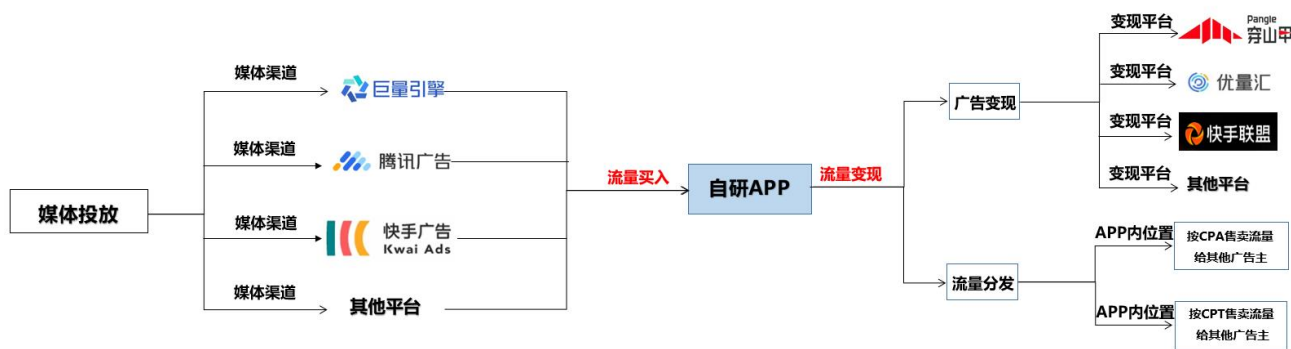 媒体投放
媒体渠道
巨量引擎
媒体渠道
腾讯广告
媒体渠道
快手广告
Kwai Ads
媒体渠道
其他平台
流量买入
自研APP
流量变现
广告变现
变现平台
Pangle
穿山甲
变现平台
优量汇
变现平台
快手联盟
变现平台
其他平台
流量分发
APP内位置
按CPA售卖流量
给其他广告主
APP内位置
按CPT售卖流量
给其他广告主